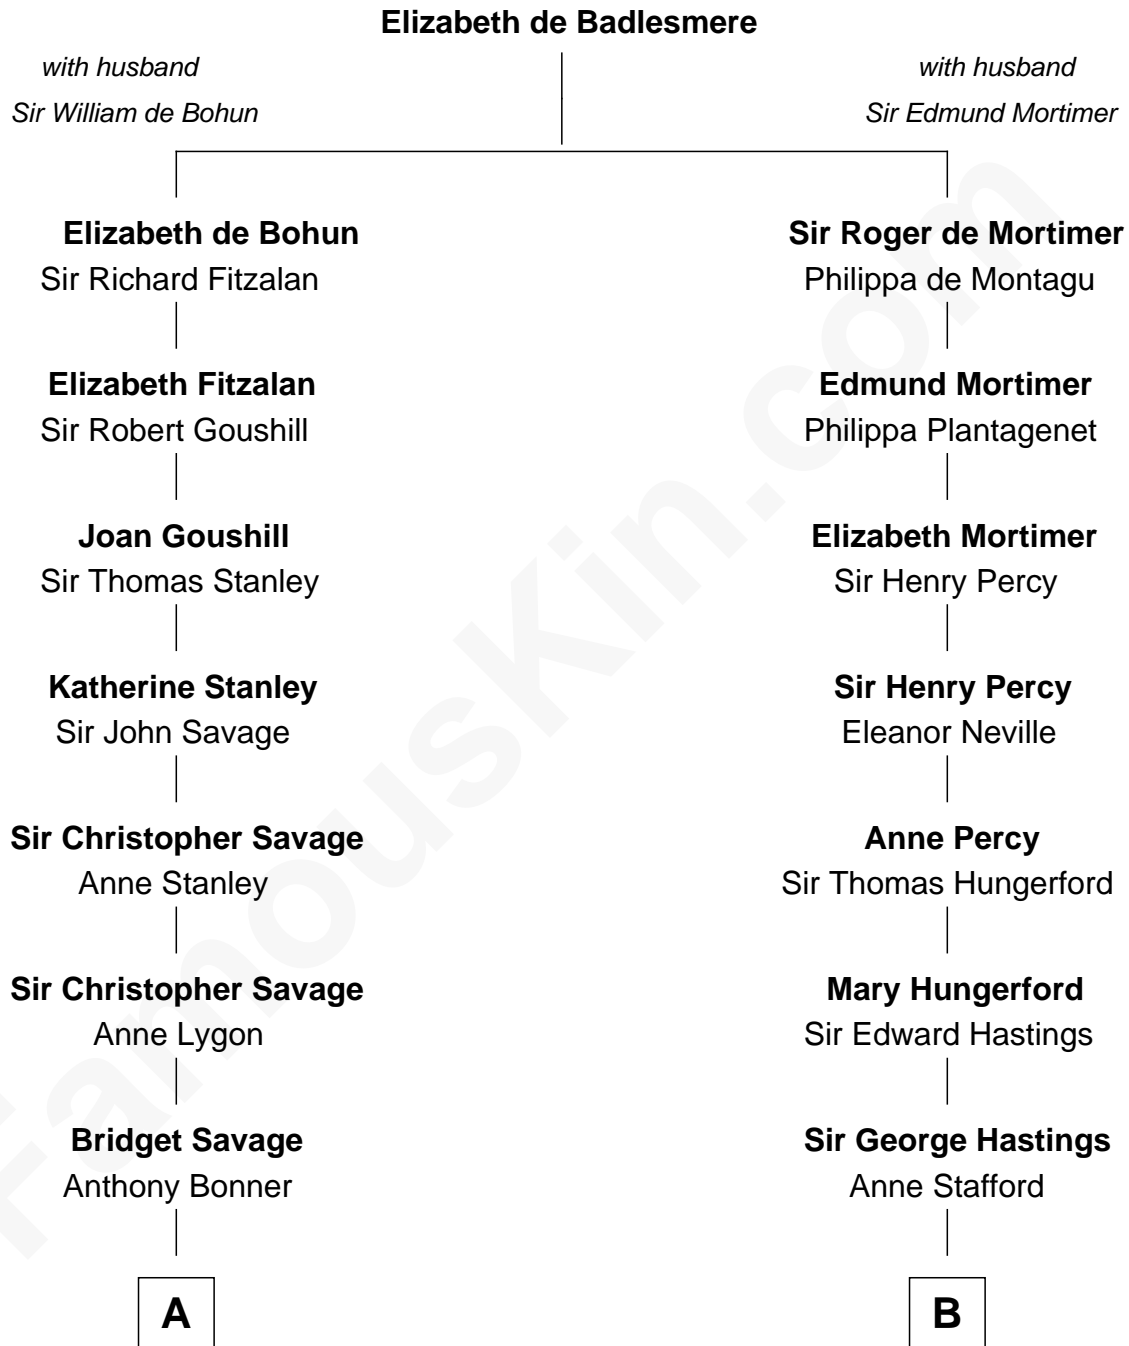 Elizabeth de Badlesmere
with husband
Sir William de Bohun
with husband
Sir Edmund Mortimer
Elizabeth de Bohun
Sir Richard Fitzalan
Sir Roger de Mortimer
Philippa de Montagu
Elizabeth Fitzalan
Sir Robert Goushill
Edmund Mortimer
Philippa Plantagenet
Joan Goushill
Sir Thomas Stanley
Elizabeth Mortimer
Sir Henry Percy
Katherine Stanley
Sir John Savage
Sir Henry Percy
Eleanor Neville
Sir Christopher Savage
Anne Stanley
Anne Percy
Sir Thomas Hungerford
Sir Christopher Savage
Anne Lygon
Mary Hungerford
Sir Edward Hastings
Bridget Savage
Anthony Bonner
Sir George Hastings
Anne Stafford
A
B
FamousKin.com